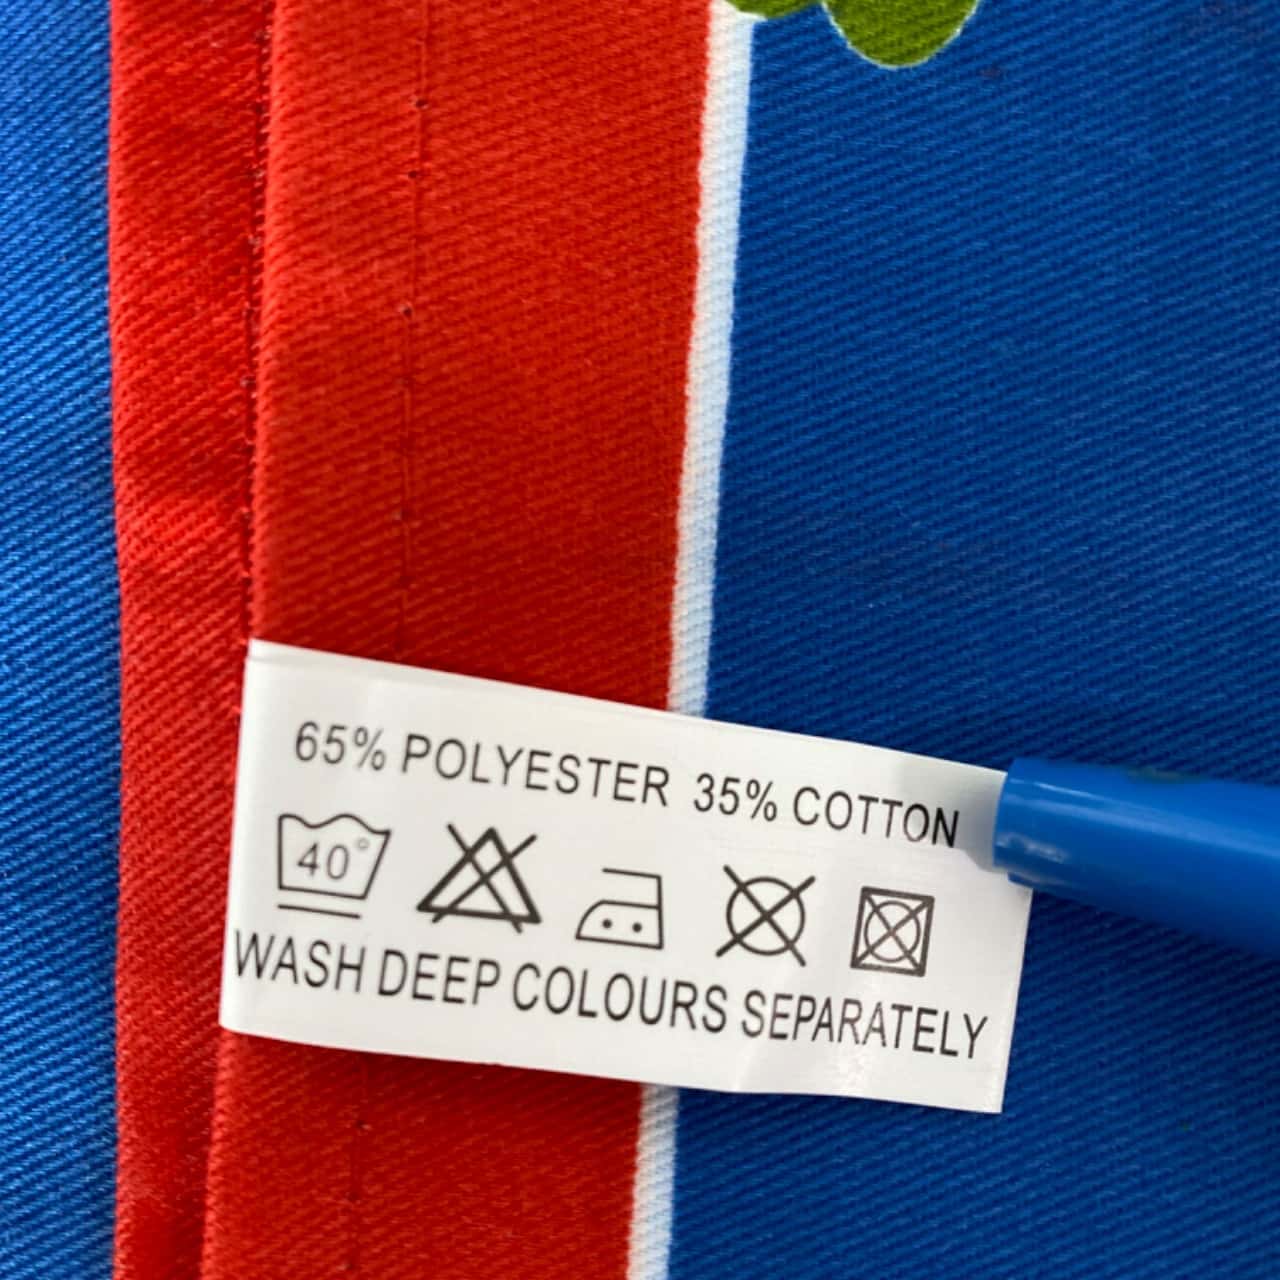 65% POLYESTER 35% COTTON
40°
WASH DEEP COLOURS SEPARATELY